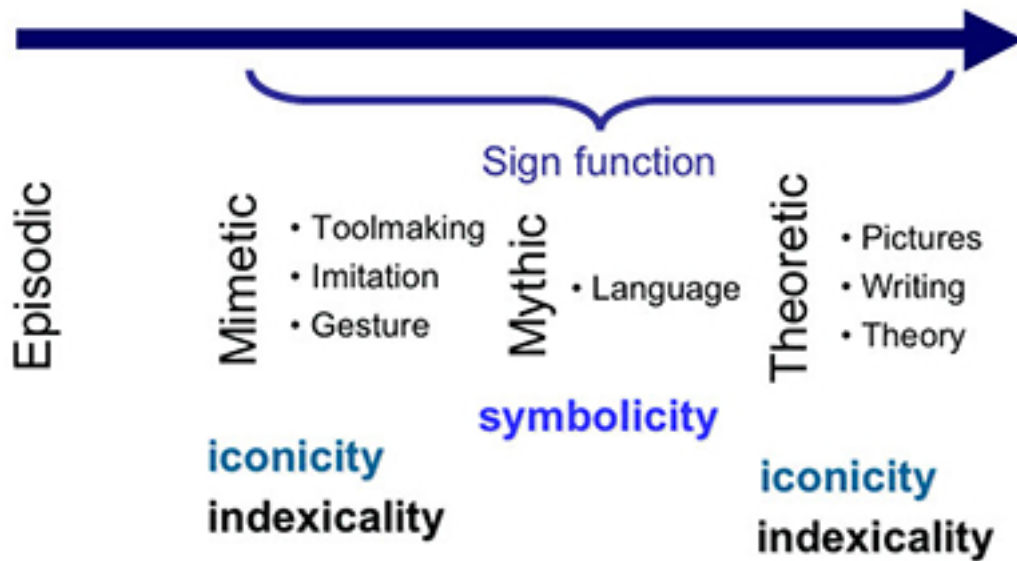 Sign function
Episodic
Mimetic
• Toolmaking
• Imitation
• Gesture
Mythic
• Language
Theoretic
• Pictures
• Writing
• Theory
symbolicity
iconicity
indexicality
iconicity
indexicality